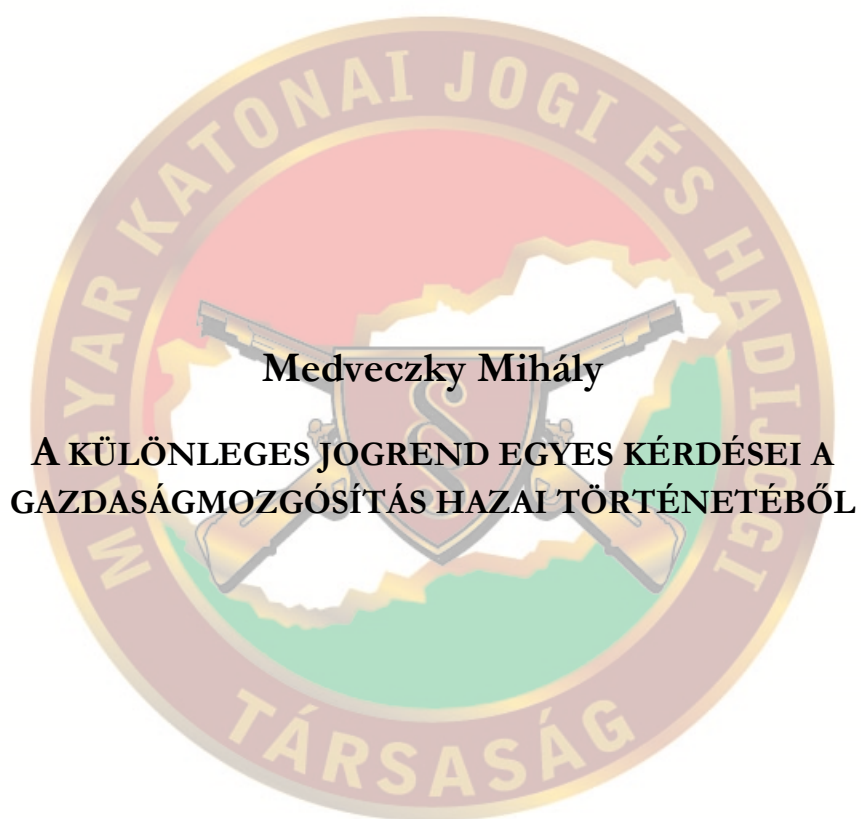 MAGYAR KATONAI JOGI ÉS HADIJOGI
TÁRSASÁG
§
Medveczky Mihály
A KÜLÖNLEGES JOGREND EGYES KÉRDÉSEI A
GAZDASÁGMOZGÓSÍTÁS HAZAI TÖRTÉNETÉBŐL